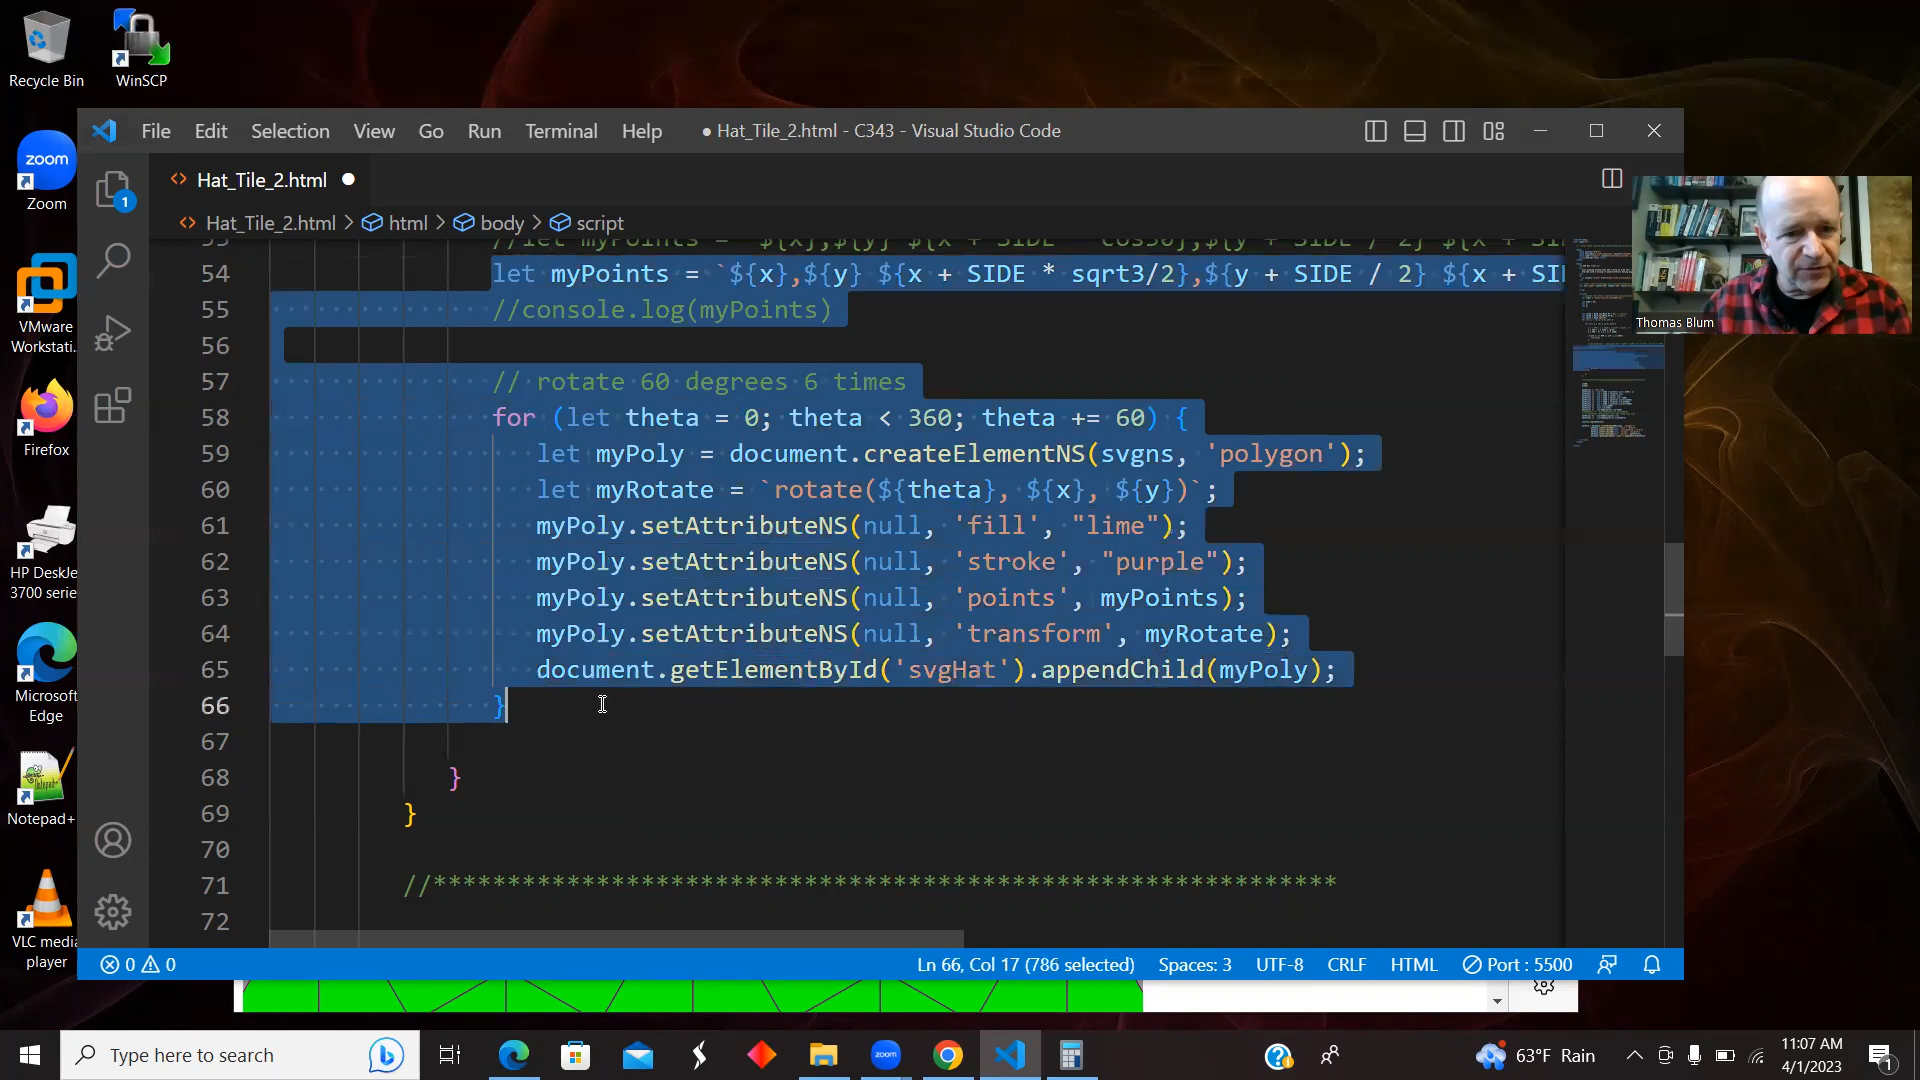 Recycle Bin
WinSCP
File Edit Selection View Go Run Terminal Help
● Hat_Tile_2.html - C343 - Visual Studio Code
zoom
Zoom
1
<> Hat_Tile_2.html ●
<> Hat_Tile_2.html > html > body > script
54 let myPoints = `${x},${y} ${x + SIDE * sqrt3/2},${y + SIDE / 2} ${x + SI
55 //console.log(myPoints)
56
57 // rotate 60 degrees 6 times
58 for (let theta = 0; theta < 360; theta += 60) {
59 let myPoly = document.createElementNS(svgns, 'polygon');
60 let myRotate = `rotate(${theta}, ${x}, ${y})`;
61 myPoly.setAttributeNS(null, 'fill', "lime");
62 myPoly.setAttributeNS(null, 'stroke', "purple");
63 myPoly.setAttributeNS(null, 'points', myPoints);
64 myPoly.setAttributeNS(null, 'transform', myRotate);
65 document.getElementById('svgHat').appendChild(myPoly);
66 }
67
68 }
69 }
70
71 //*************************************************************
72
Thomas Blum
VMware
Workstati...
Firefox
HP DeskJe
3700 serie
Microsoft
Edge
Notepad+
VLC media
player
0 0
Ln 66, Col 17 (786 selected) Spaces: 3 UTF-8 CRLF HTML Port : 5500
Type here to search
zoom
63°F Rain
11:07 AM
4/1/2023
1